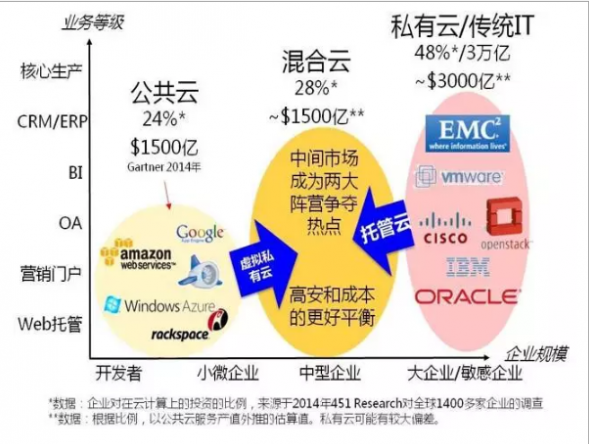 业务等级
核心生产
CRM/ERP
BI
OA
营销门户
Web托管
公共云
24%*
$1500亿
Gartner 2014年
Google
App Engine
amazon
webservices™
Windows Azure
rackspace
虚拟私
有云
混合云
28%*
~$1500亿**
中间市场
成为两大
阵营争夺
热点
高安和成本
的更好平衡
托管云
私有云/传统IT
48%*/3万亿
~$3000亿**
EMC²
where information lives®
vmware
CISCO
openstack
IBM
ORACLE
企业规模
开发者
小微企业
中型企业
大企业/敏感企业
*数据：企业对在云计算上的投资的比例，来源于2014年451 Research对全球1400多家企业的调查
**数据：根据比例，以公共云服务产值外推的估算值。私有云可能有较大偏差。